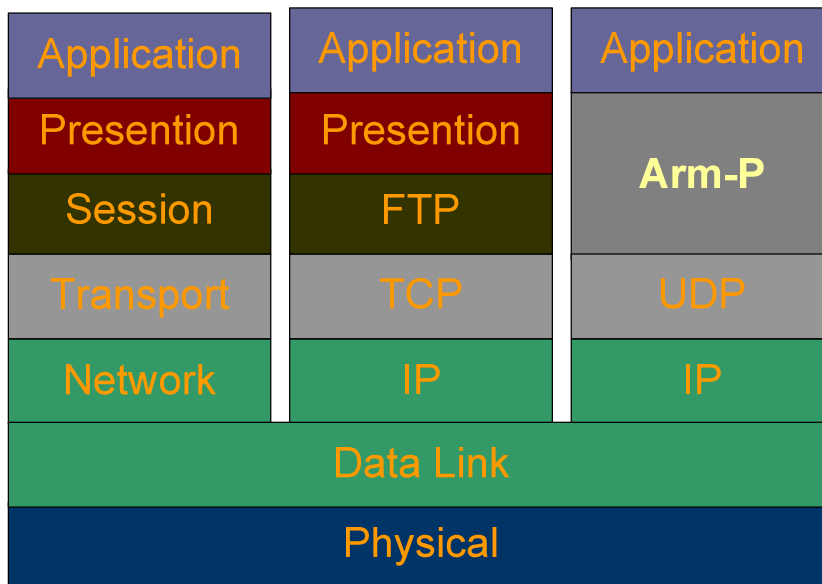 Application
Application
Application
Presention
Presention
Arm-P
Session
FTP
Transport
TCP
UDP
Network
IP
IP
Data Link
Physical